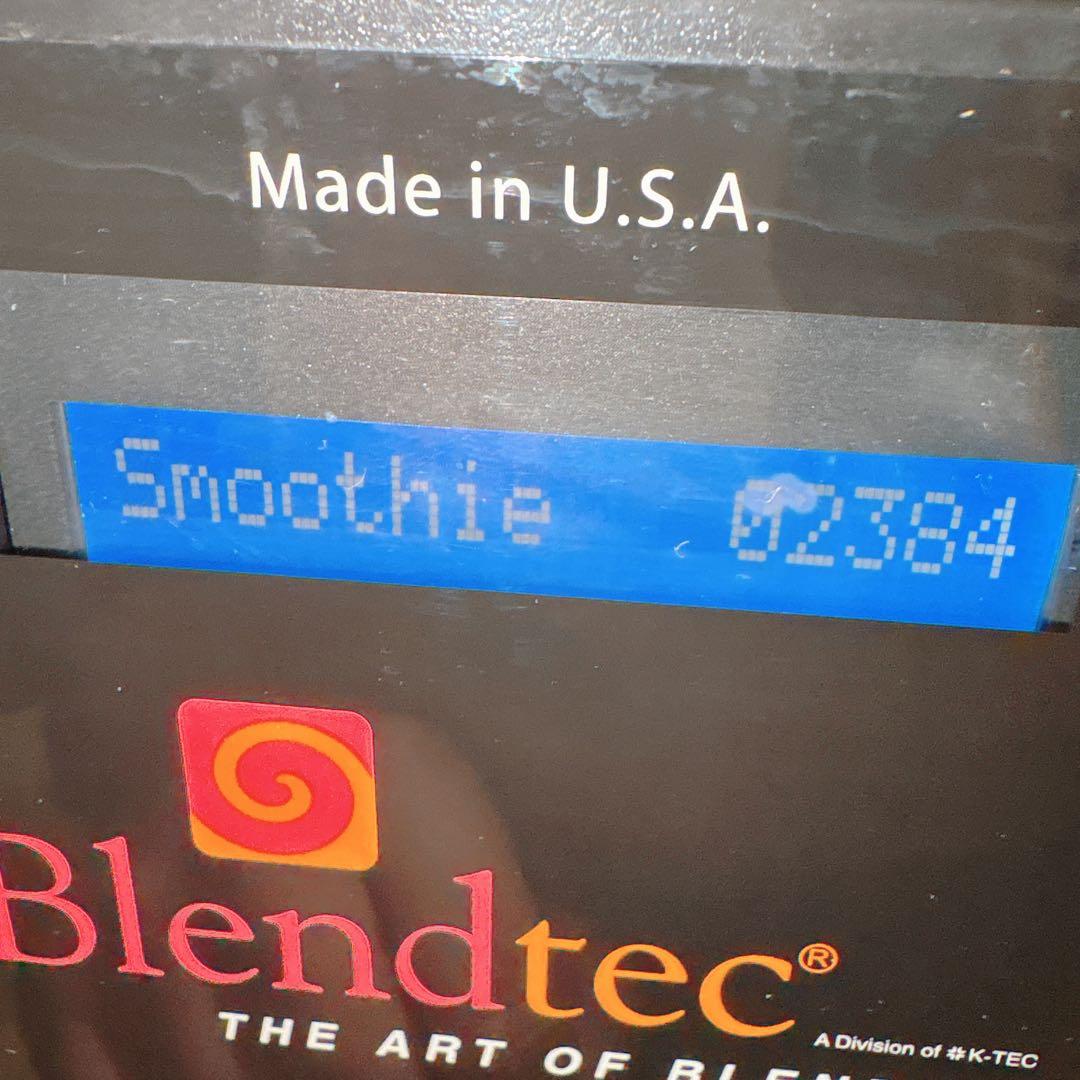 Made in U.S.A.
Smoothie 02384
Blendtec®
A Division of K-TEC
THE ART OF